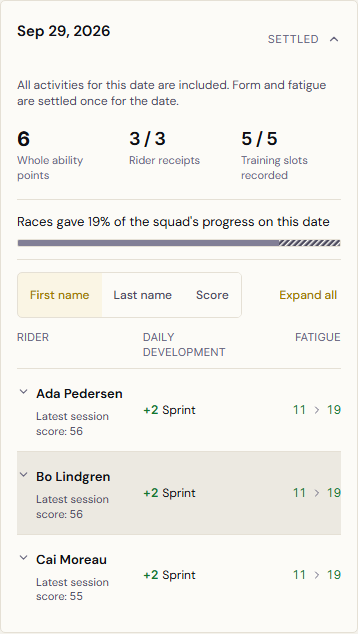 Sep 29, 2026
SETTLED
All activities for this date are included. Form and fatigue
are settled once for the date.
6
Whole ability
points
3 / 3
Rider receipts
5 / 5
Training slots
recorded
Races gave 19% of the squad's progress on this date
First name
Last name
Score
Expand all
RIDER
DAILY
DEVELOPMENT
FATIGUE
Ada Pedersen
Latest session
score: 56
+2 Sprint
11 > 19
Bo Lindgren
Latest session
score: 56
+2 Sprint
11 > 19
Cai Moreau
Latest session
score: 55
+2 Sprint
11 > 19